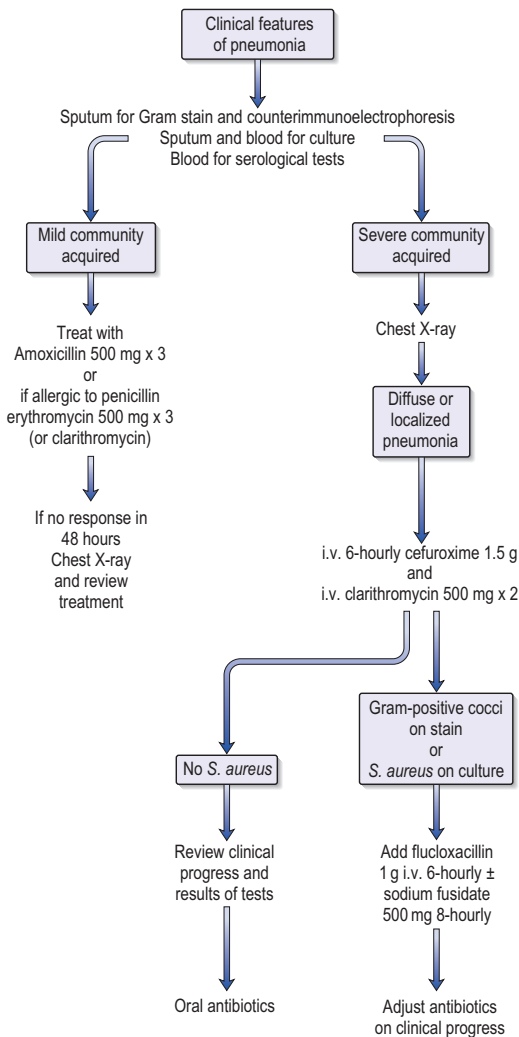 Clinical features
of pneumonia
Sputum for Gram stain and counterimmunoelectrophoresis
Sputum and blood for culture
Blood for serological tests
Mild community
acquired
Treat with
Amoxicillin 500 mg x 3
or
if allergic to penicillin
erythromycin 500 mg x 3
(or clarithromycin)
If no response in
48 hours
Chest X-ray
and review
treatment
Severe community
acquired
Chest X-ray
Diffuse or
localized
pneumonia
i.v. 6-hourly cefuroxime 1.5 g
and
i.v. clarithromycin 500 mg x 2
No S. aureus
Review clinical
progress and
results of tests
Oral antibiotics
Gram-positive cocci
on stain
or
S. aureus on culture
Add flucloxacillin
1 g i.v. 6-hourly ±
sodium fusidate
500 mg 8-hourly
Adjust antibiotics
on clinical progress